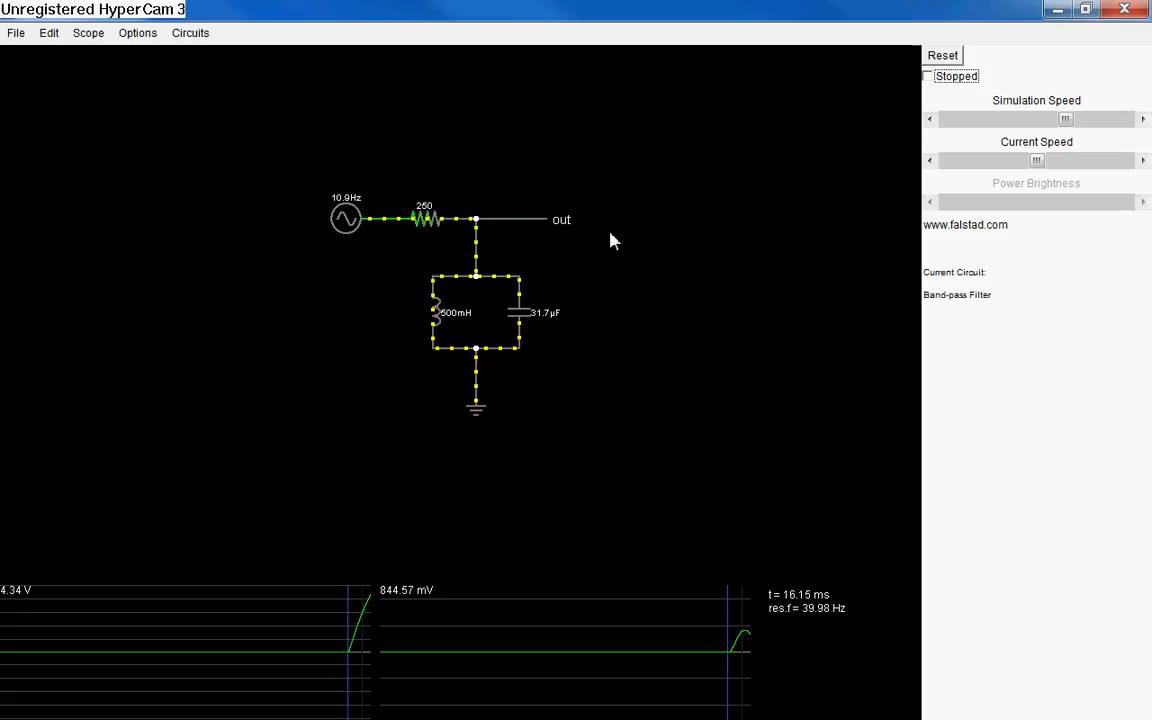 Unregistered HyperCam 3
File Edit Scope Options Circuits
Reset
Stopped
Simulation Speed
Current Speed
Power Brightness
www.falstad.com
Current Circuit:
Band-pass Filter
10.9Hz
250
out
500mH
31.7μF
4.34 V
844.57 mV
t = 16.15 ms
res.f = 39.98 Hz